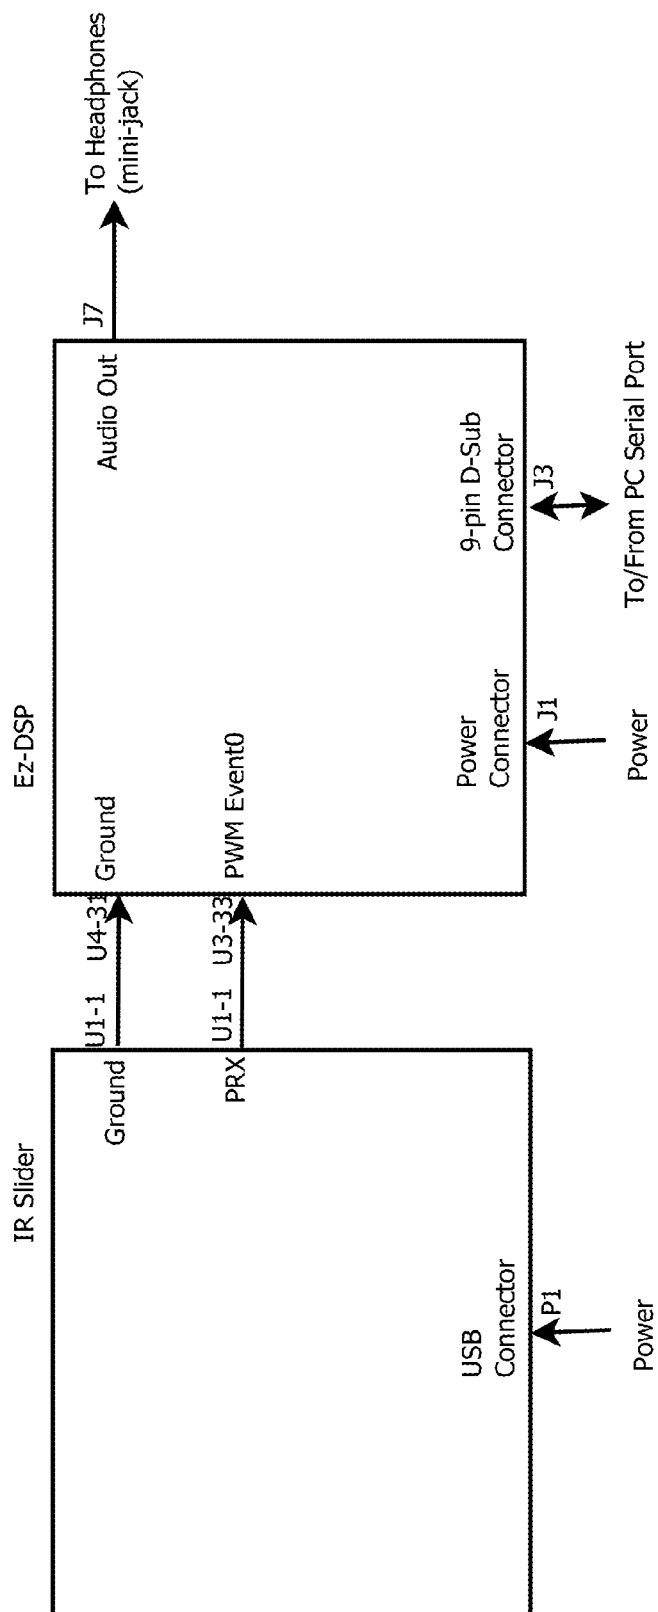 IR Slider
Ground
PRX
USB
Connector
P1
Power
U1-1
U4-31
U1-1
U3-33
Ez-DSP
Ground
PWM Event0
Audio Out
Power
Connector
J1
Power
9-pin D-Sub
Connector
J3
To/From PC Serial Port
J7
To Headphones
(mini-jack)